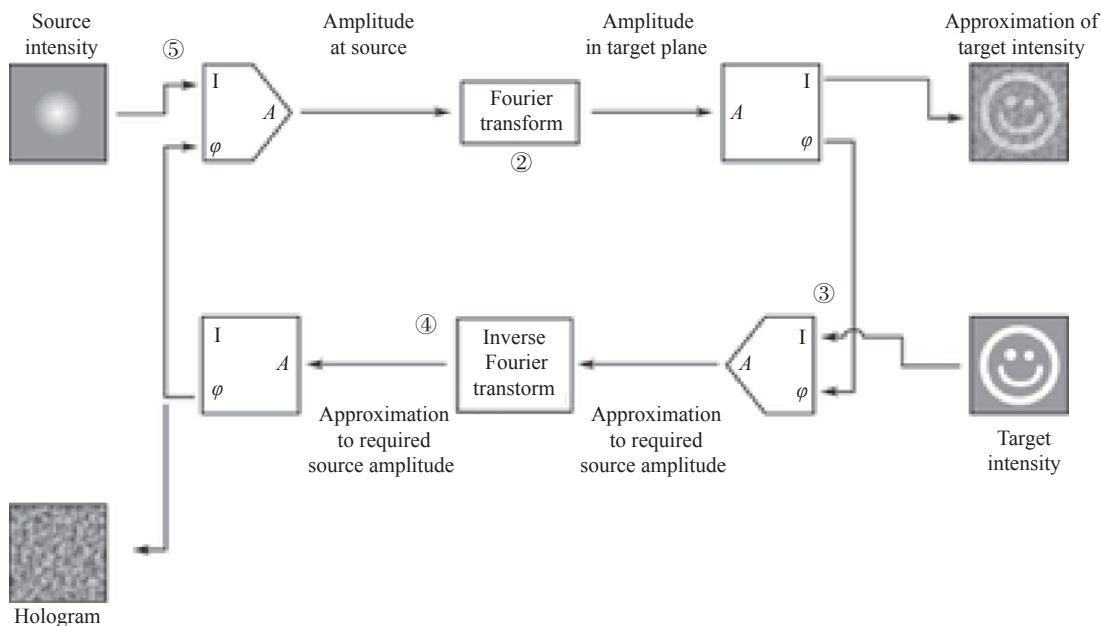 Source
intensity
⑤
Amplitude
at source
Amplitude
in target plane
Approximation of
target intensity
I
A
φ
Fourier
transform
②
I
A
φ
③
I
A
φ
④
Inverse
Fourier
transtorm
I
A
φ
Approximation
to required
source amplitude
Approximation
to required
source amplitude
Target
intensity
Hologram